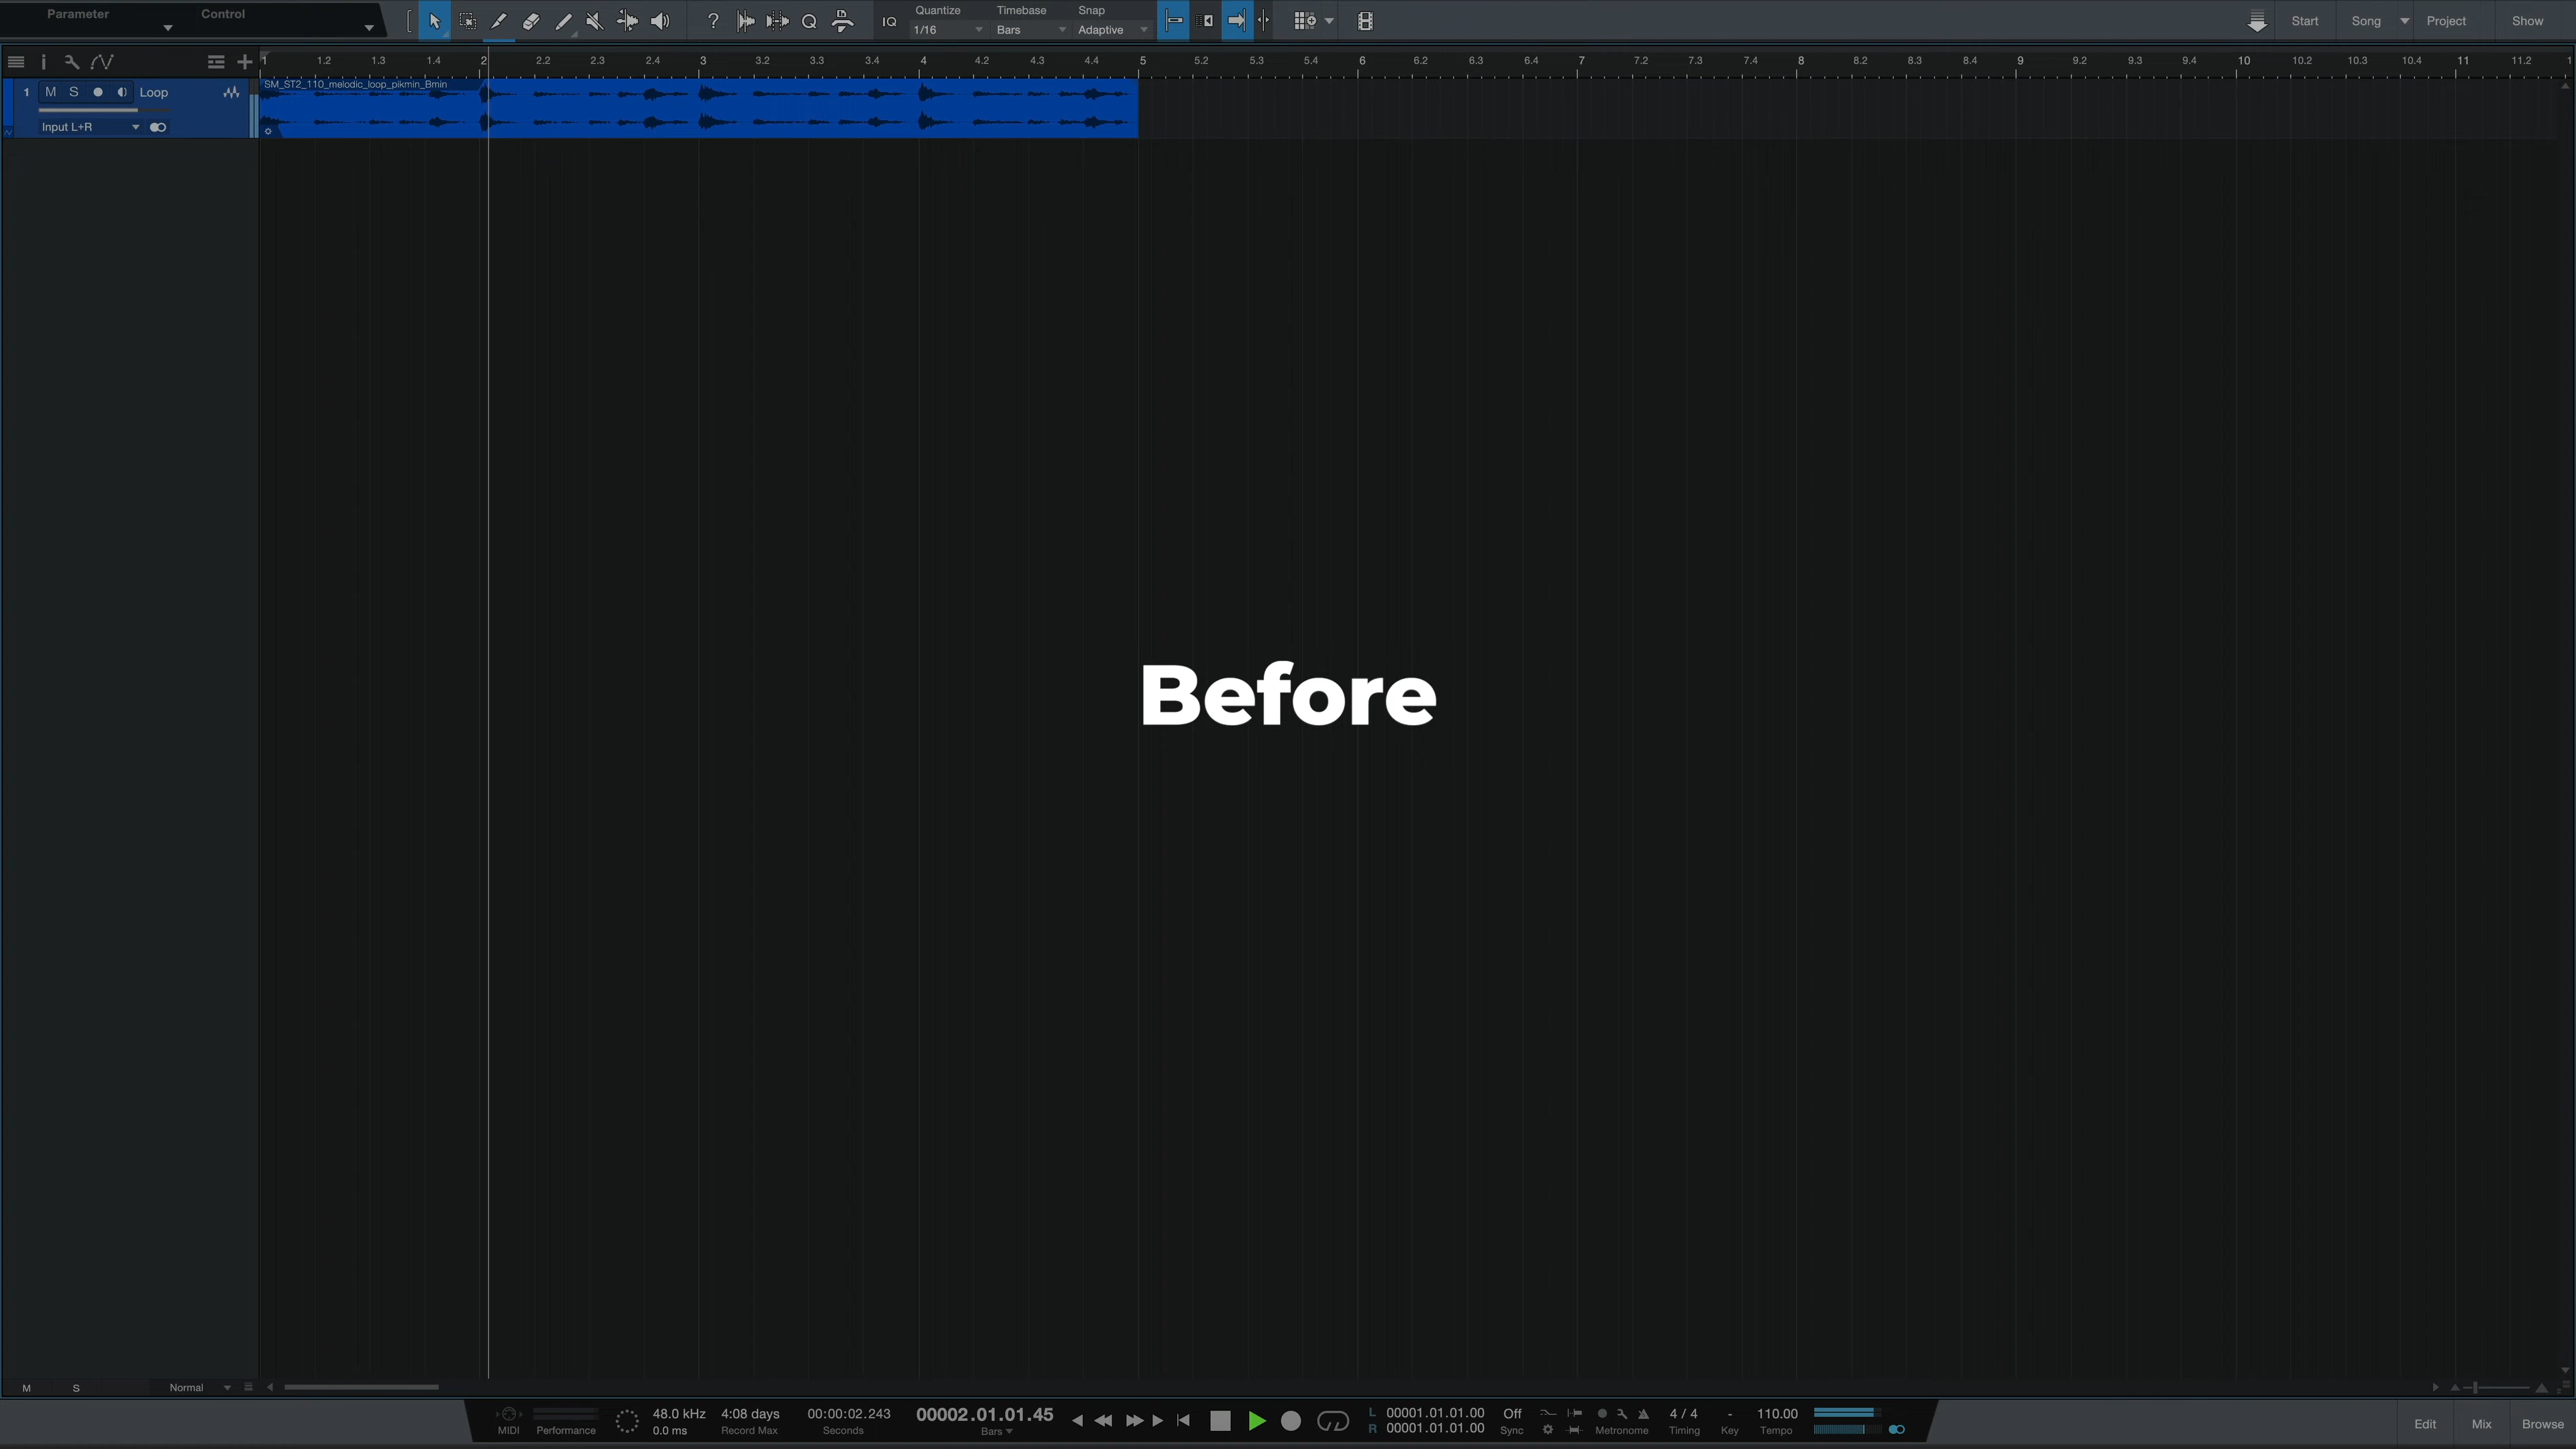 Parameter Control
Quantize Timebase Snap
IQ 1/16 Bars Adaptive
Start Song Project Show
1 1.2 1.3 1.4 2 2.2 2.3 2.4 3 3.2 3.3 3.4 4 4.2 4.3 4.4 5 5.2 5.3 5.4 6 6.2 6.3 6.4 7 7.2 7.3 7.4 8 8.2 8.3 8.4 9 9.2 9.3 9.4 10 10.2 10.3 10.4 11 11.2 1
SM_ST2_110_melodic_loop_pikmin_Bmin
1 M S Loop
Input L+R
Before
M S Normal
48.0 kHz 4:08 days 00:00:02.243 00002.01.01.45 L 00001.01.01.00 Off 4 / 4 - 110.00
MIDI Performance 0.0 ms Record Max Seconds Bars R 00001.01.01.00 Sync Metronome Timing Key Tempo
Edit Mix Browse